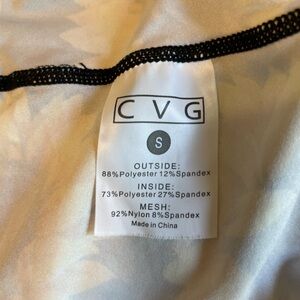 CVG
S
OUTSIDE:
88%Polyester 12%Spandex
INSIDE:
73%Polyester 27%Spandex
MESH:
92%Nylon 8%Spandex
Made in China